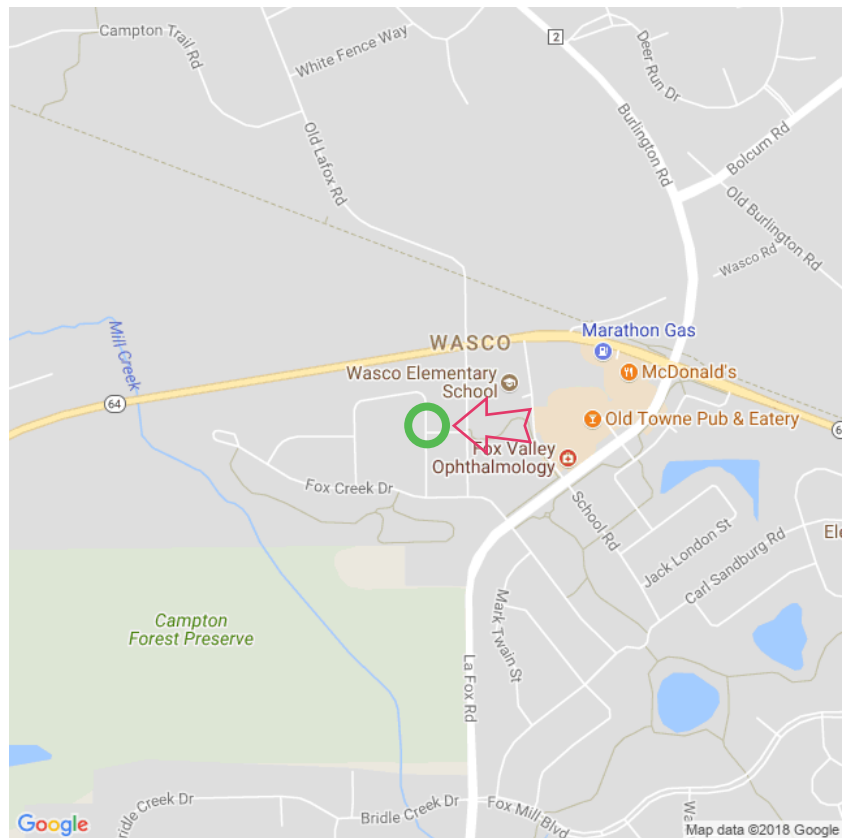 Campton
Trail Rd
White Fence Way
2
Deer Run Dr
Burlington Rd
Bolcum Rd
Old Lafox Rd
Old Burlington Rd
Wasco Rd
Mill Creek
Marathon Gas
WASCO
Wasco Elementary
School
McDonald's
64
Old Towne Pub & Eatery
64
Fox Valley
Ophthalmology
Fox Creek Dr
School Rd
Jack London St
Carl Sandburg Rd
Ele
Campton
Forest Preserve
Mark Twain St
La Fox Rd
Bridle Creek Dr
Bridle Creek Dr
Fox Mill Blvd
Wa
Google
Map data ©2018 Google